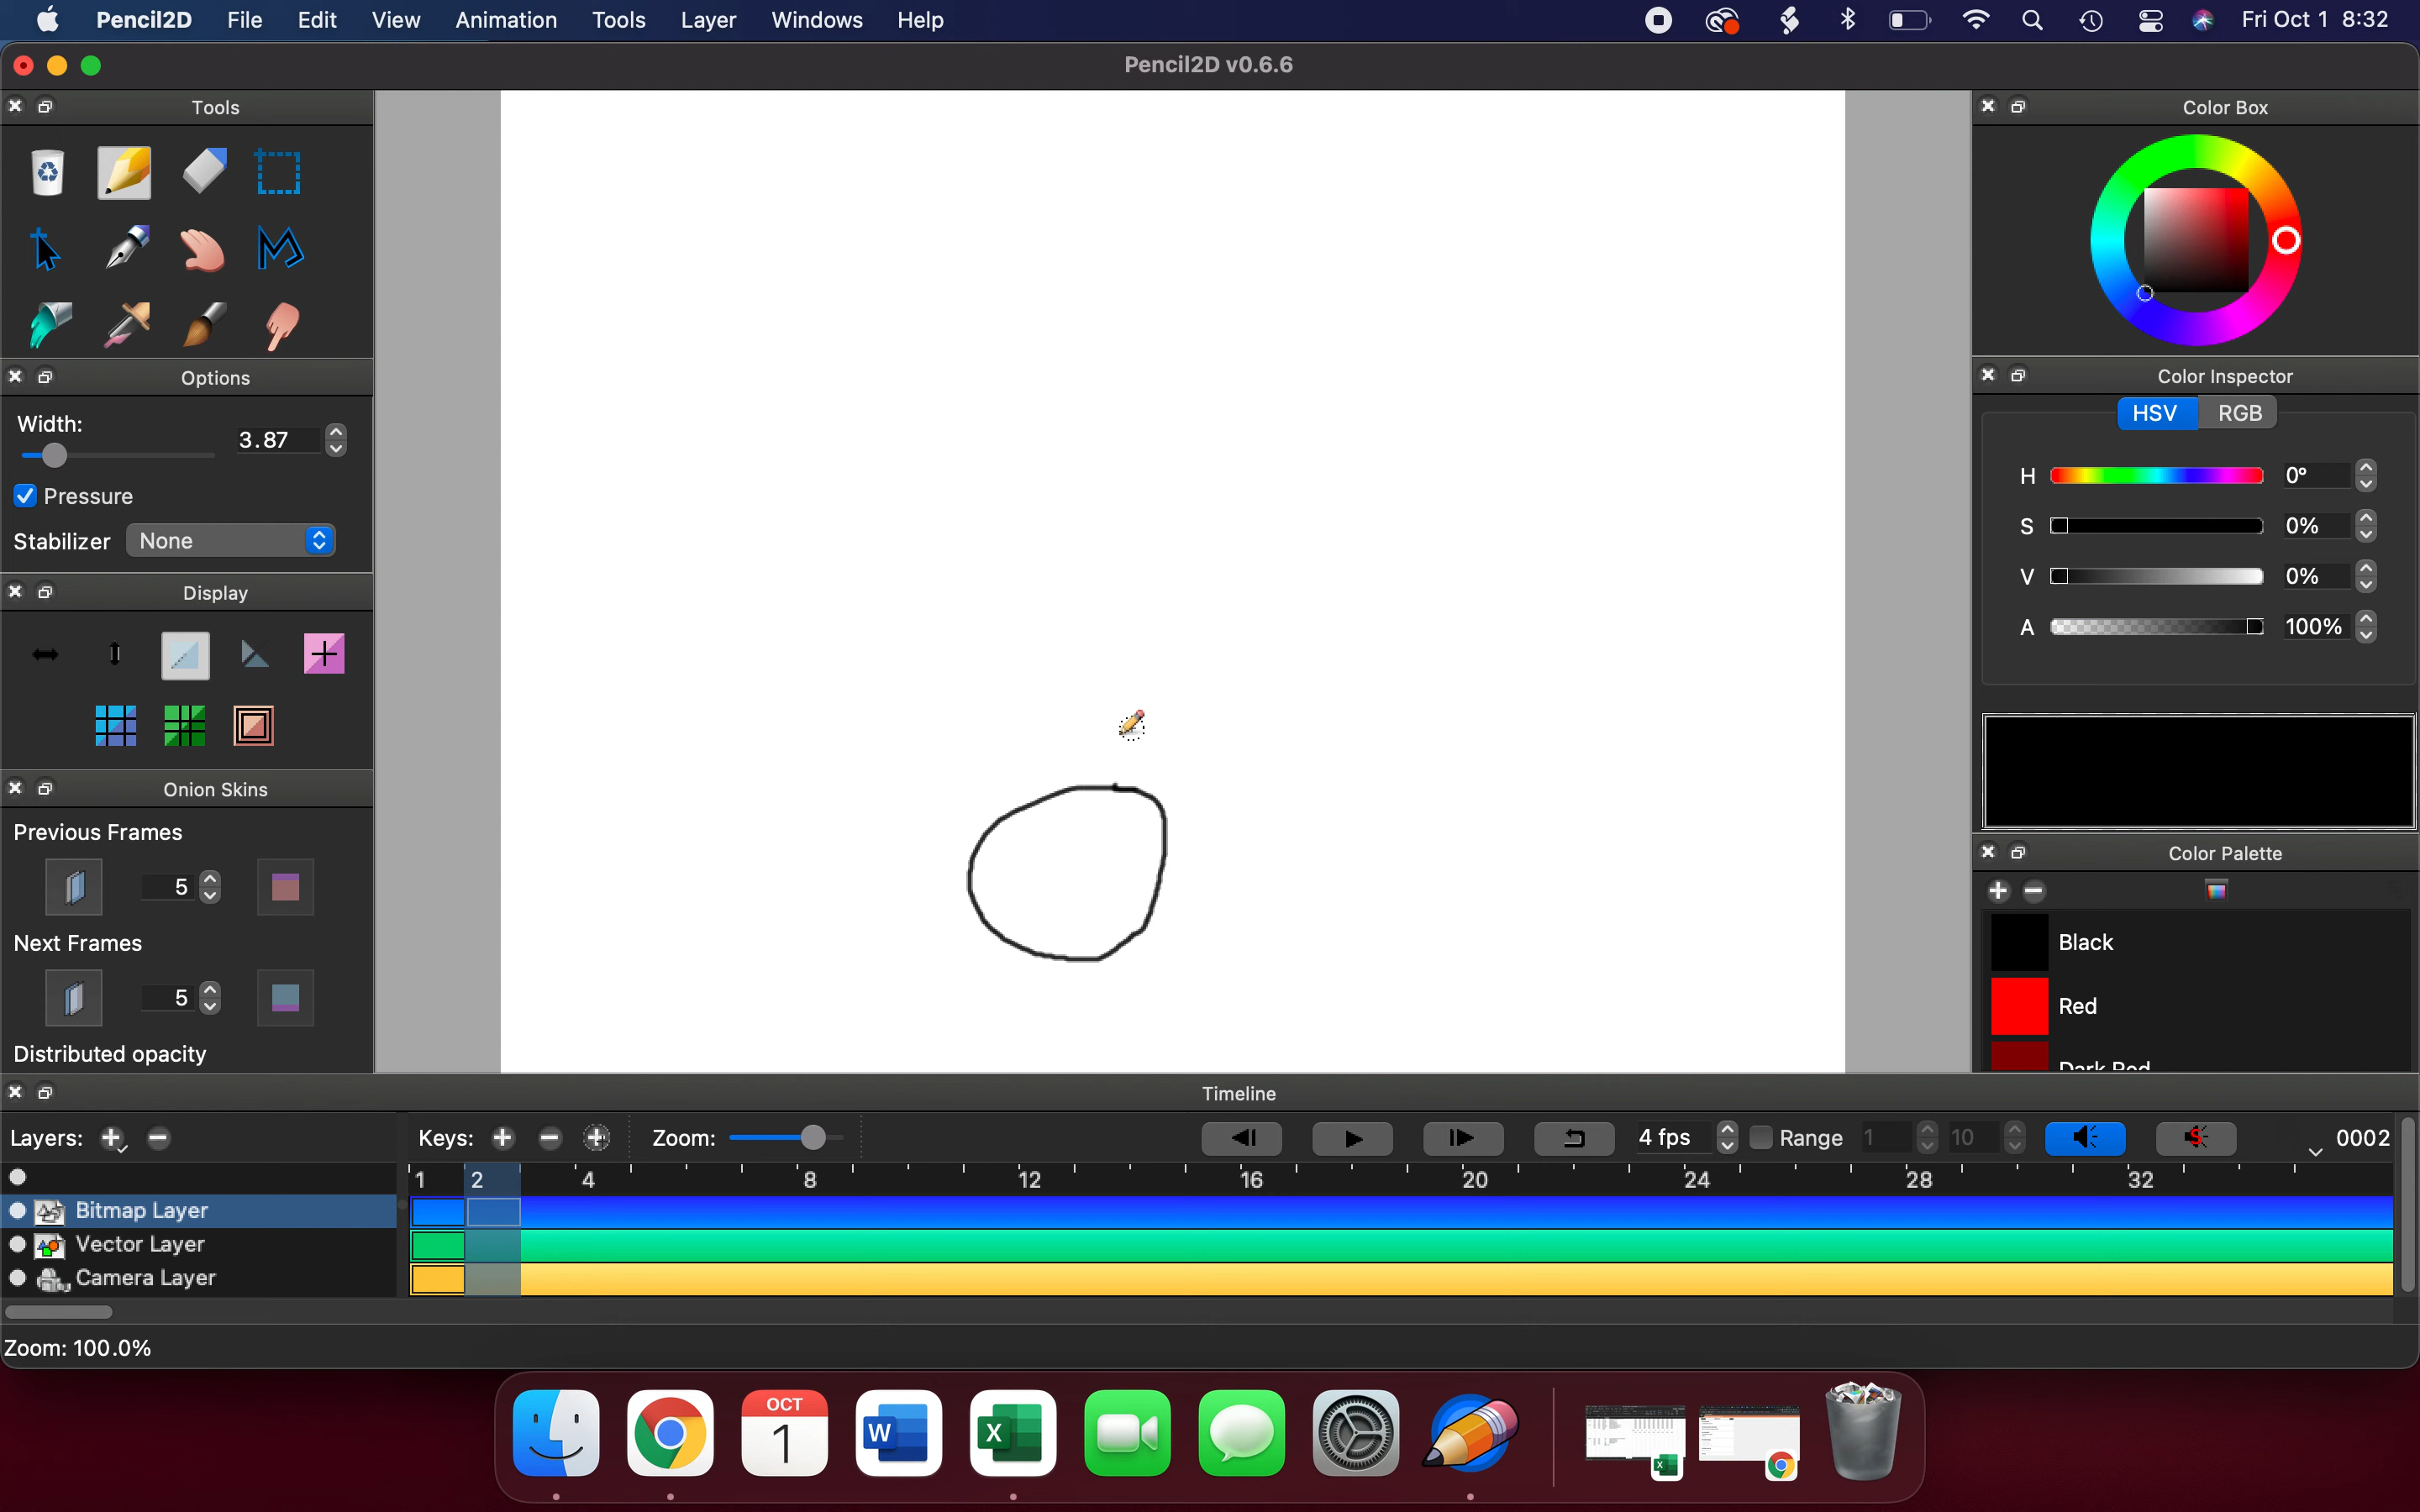 Pencil2D File Edit View Animation Tools Layer Windows Help Fri Oct 1 8:32
Pencil2D v0.6.6
Tools
Options
Width:
3.87
Pressure
Stabilizer None
Display
Onion Skins
Previous Frames
5
Next Frames
5
Distributed opacity
Color Box
Color Inspector
HSV RGB
H 0°
S 0%
V 0%
A 100%
Color Palette
Black
Red
Dark Red
Timeline
Layers: Keys: Zoom: 4 fps Range 1 10 0002
1 2 4 8 12 16 20 24 28 32
Bitmap Layer
Vector Layer
Camera Layer
Zoom: 100.0%
OCT
1
W
X
X